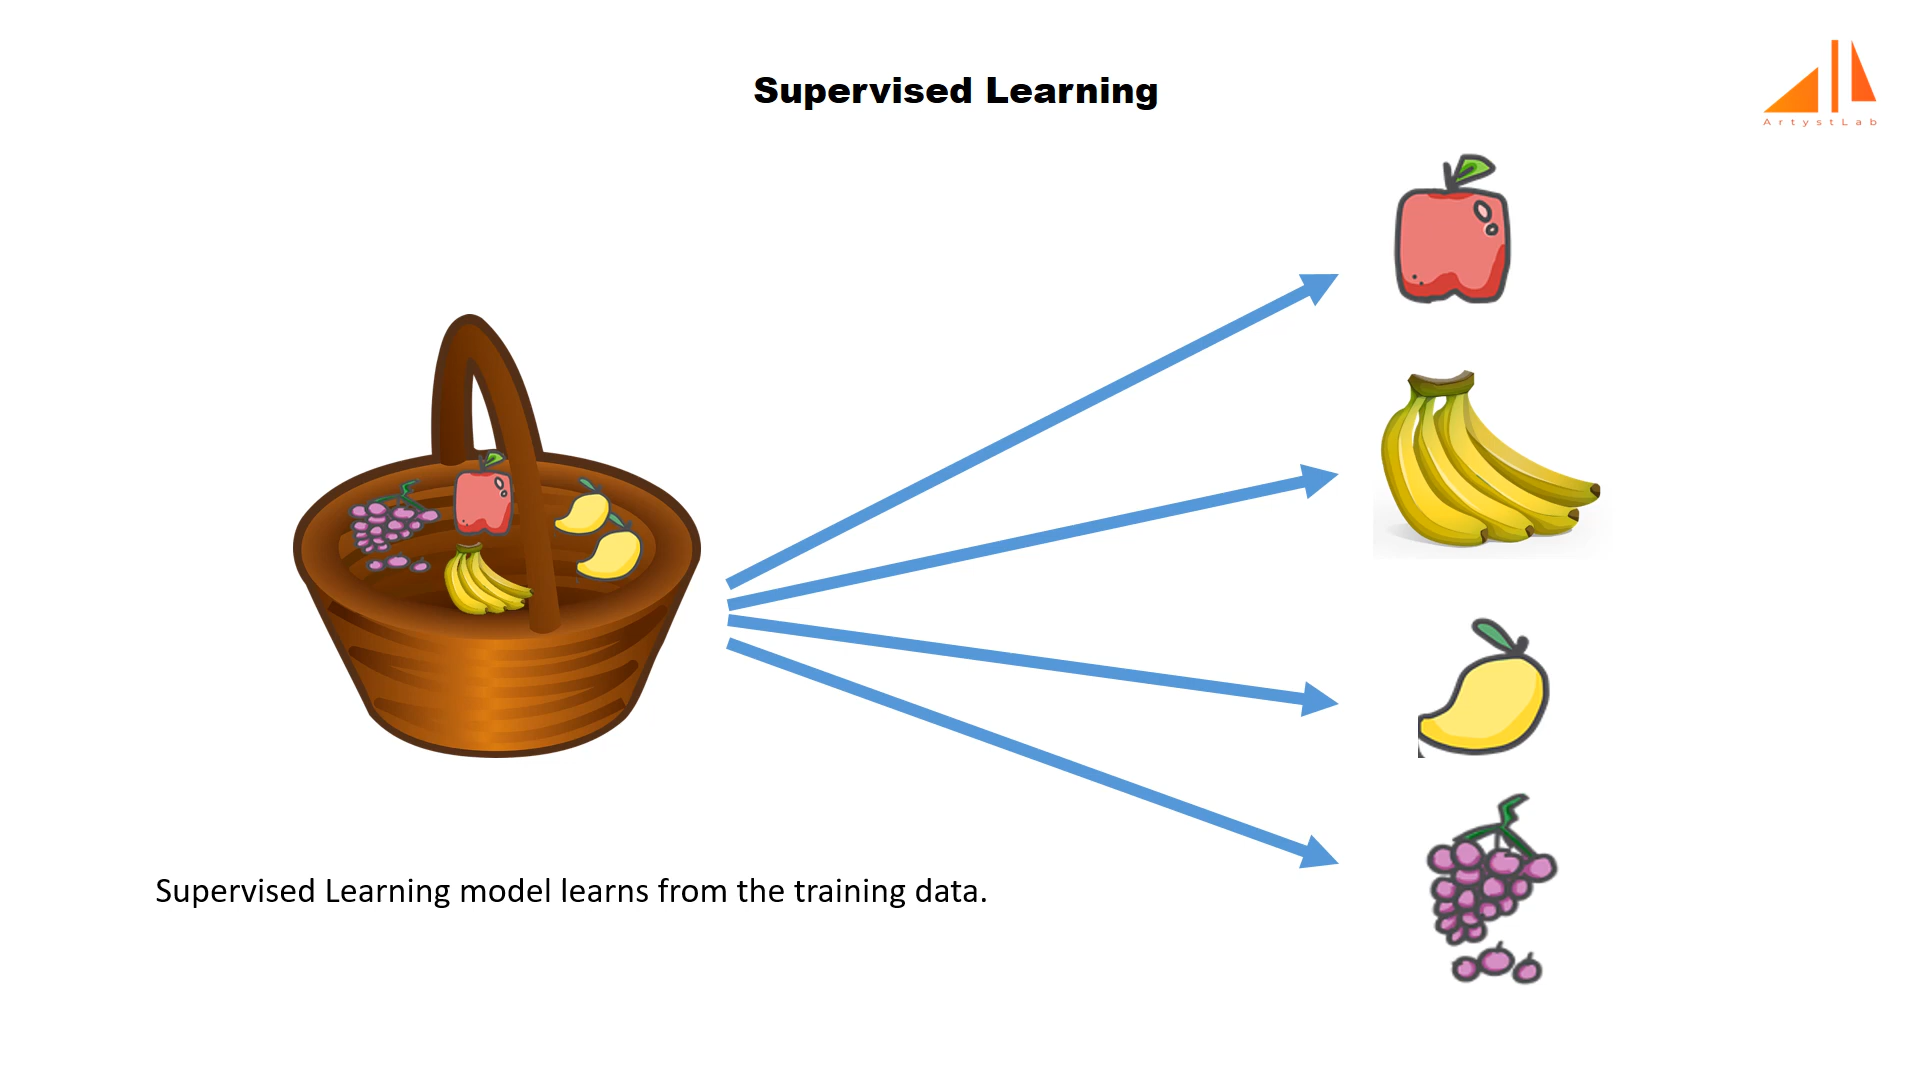 Supervised Learning
ArtystLab
Supervised Learning model learns from the training data.